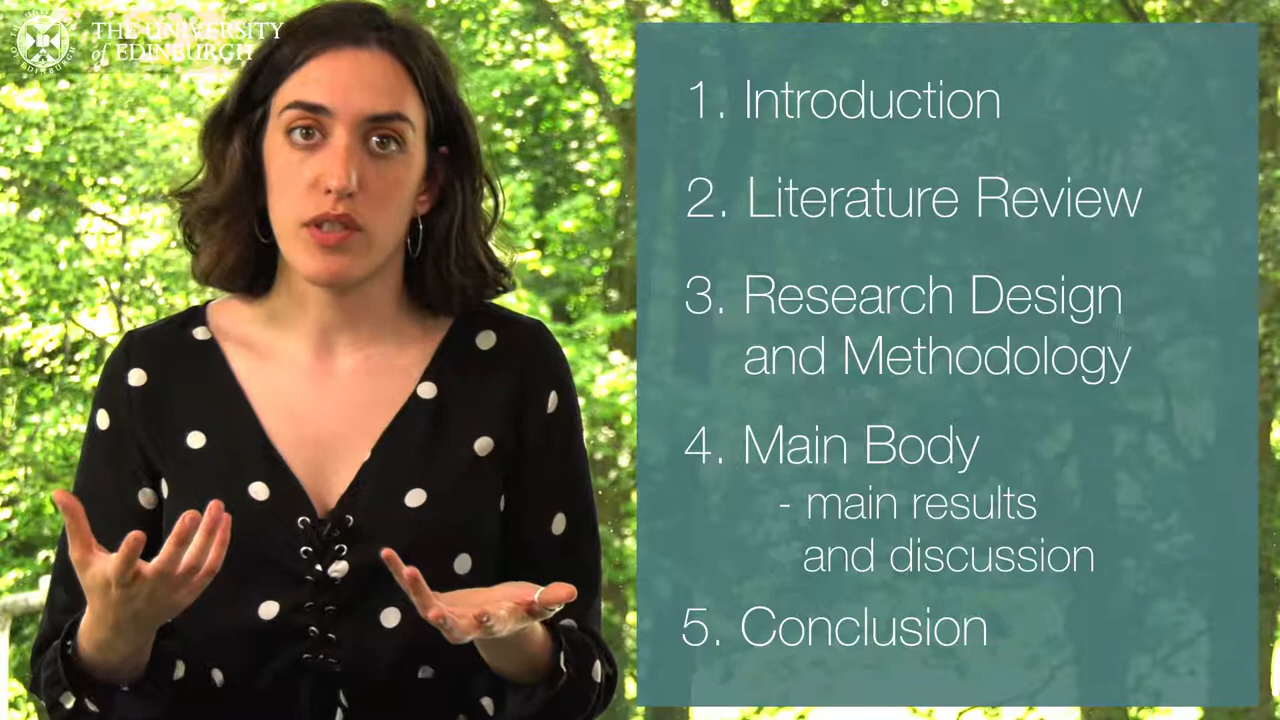 THE UNIVERSITY
of EDINBURGH
1. Introduction
2. Literature Review
3. Research Design
and Methodology
4. Main Body
- main results
and discussion
5. Conclusion